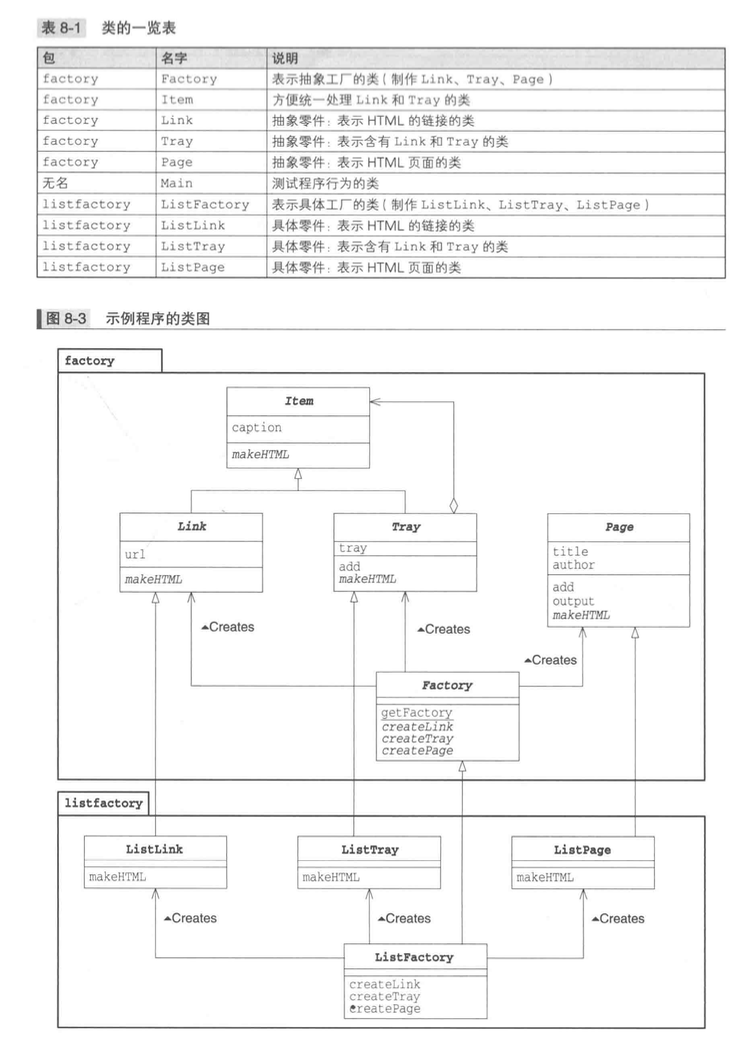 表 8-1 类的一览表
包 名字 说明
factory Factory 表示抽象工厂的类（制作 Link、Tray、Page）
factory Item 方便统一处理 Link 和 Tray 的类
factory Link 抽象零件：表示 HTML 的链接的类
factory Tray 抽象零件：表示含有 Link 和 Tray 的类
factory Page 抽象零件：表示 HTML 页面的类
无名 Main 测试程序行为的类
listfactory ListFactory 表示具体工厂的类（制作 ListLink、ListTray、ListPage）
listfactory ListLink 具体零件：表示 HTML 的链接的类
listfactory ListTray 具体零件：表示含有 Link 和 Tray 的类
listfactory ListPage 具体零件：表示 HTML 页面的类
图 8-3 示例程序的类图
factory
Item
caption
makeHTML
Link
url
makeHTML
Tray
tray
add
makeHTML
Page
title
author
add
output
makeHTML
Creates
Creates
Creates
Factory
getFactory
createLink
createTray
createPage
listfactory
ListLink
makeHTML
ListTray
makeHTML
ListPage
makeHTML
Creates
Creates
Creates
ListFactory
createLink
createTray
createPage